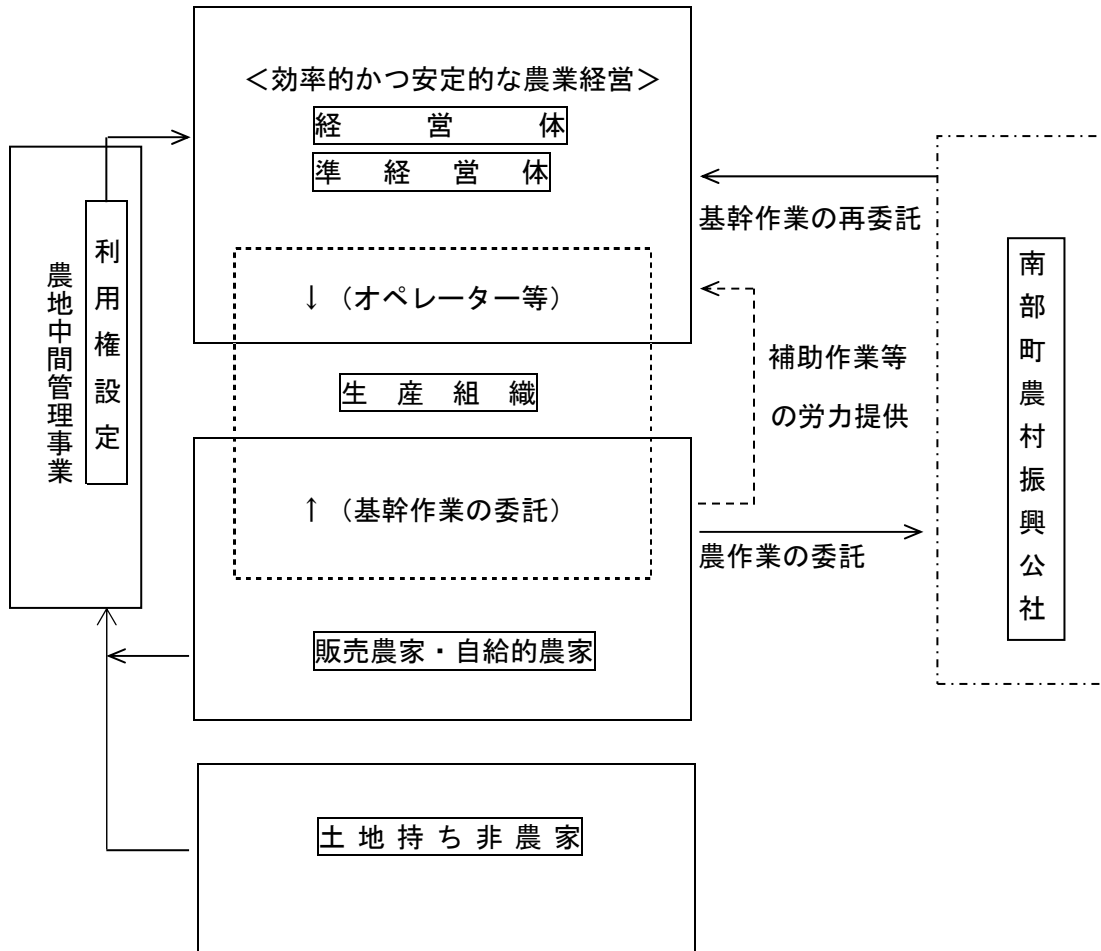 ＜効率的かつ安定的な農業経営＞
経営体
準経営体
↓（オペレーター等）
生産組織
↑（基幹作業の委託）
販売農家・自給的農家
土地持ち非農家
農地中間管理事業
利用権設定
基幹作業の再委託
補助作業等
の労力提供
農作業の委託
南部町農村振興公社